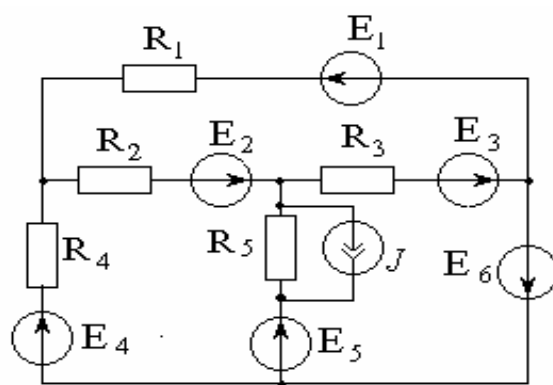 R₁ E₁
R₂ E₂ R₃ E₃
R₄ R₅ J E₆
E₄ E₅